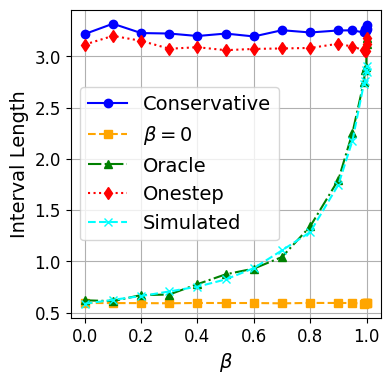 Interval Length
3.0
2.5
2.0
1.5
1.0
0.5
Conservative
β = 0
Oracle
Onestep
Simulated
0.0 0.2 0.4 0.6 0.8 1.0
β